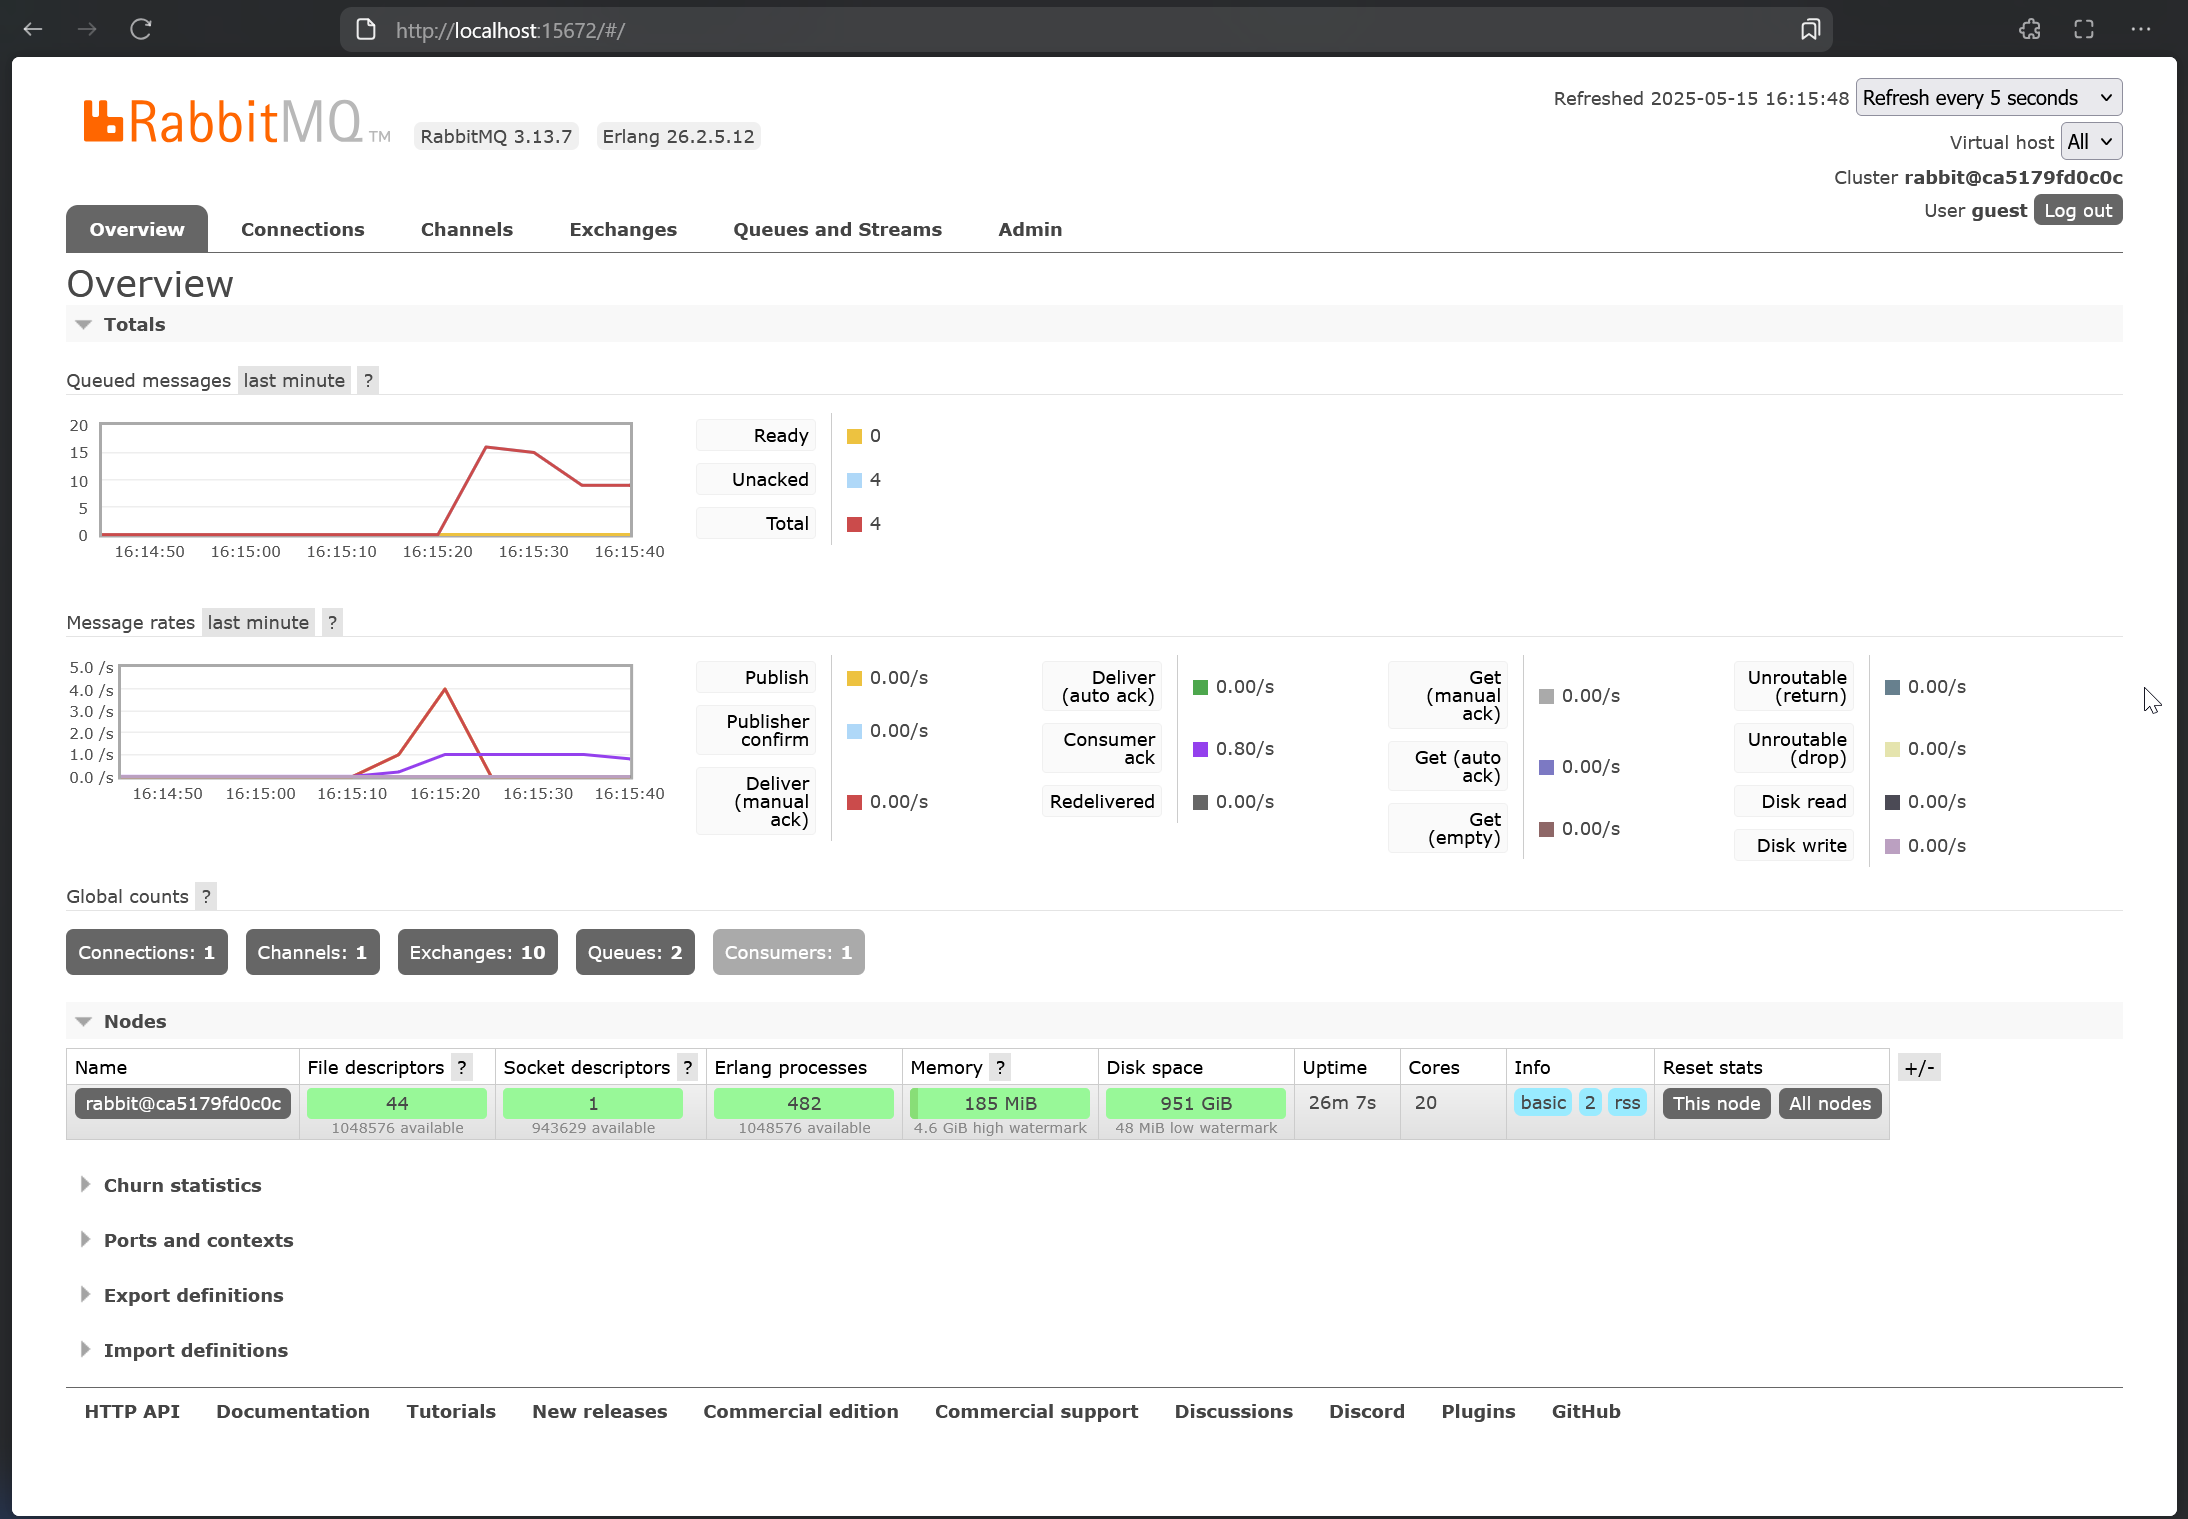 http://localhost:15672/#/
RabbitMQ TM RabbitMQ 3.13.7 Erlang 26.2.5.12
Refreshed 2025-05-15 16:15:48 Refresh every 5 seconds
Virtual host All
Cluster rabbit@ca5179fd0c0c
User guest Log out
Overview Connections Channels Exchanges Queues and Streams Admin
Overview
Totals
Queued messages last minute ?
20
15
10
5
0
16:14:50 16:15:00 16:15:10 16:15:20 16:15:30 16:15:40
Ready 0
Unacked 4
Total 4
Message rates last minute ?
5.0 /s
4.0 /s
3.0 /s
2.0 /s
1.0 /s
0.0 /s
16:14:50 16:15:00 16:15:10 16:15:20 16:15:30 16:15:40
Publish 0.00/s
Publisher
confirm 0.00/s
Deliver
(manual
ack) 0.00/s
Deliver
(auto ack) 0.00/s
Consumer
ack 0.80/s
Redelivered 0.00/s
Get
(manual
ack) 0.00/s
Get (auto
ack) 0.00/s
Get
(empty) 0.00/s
Unroutable
(return) 0.00/s
Unroutable
(drop) 0.00/s
Disk read 0.00/s
Disk write 0.00/s
Global counts ?
Connections: 1 Channels: 1 Exchanges: 10 Queues: 2 Consumers: 1
Nodes
Name File descriptors ? Socket descriptors ? Erlang processes Memory ? Disk space Uptime Cores Info Reset stats +/-
rabbit@ca5179fd0c0c 44 1 482 185 MiB 951 GiB 26m 7s 20 basic 2 rss This node All nodes
1048576 available 943629 available 1048576 available 4.6 GiB high watermark 48 MiB low watermark
Churn statistics
Ports and contexts
Export definitions
Import definitions
HTTP API Documentation Tutorials New releases Commercial edition Commercial support Discussions Discord Plugins GitHub